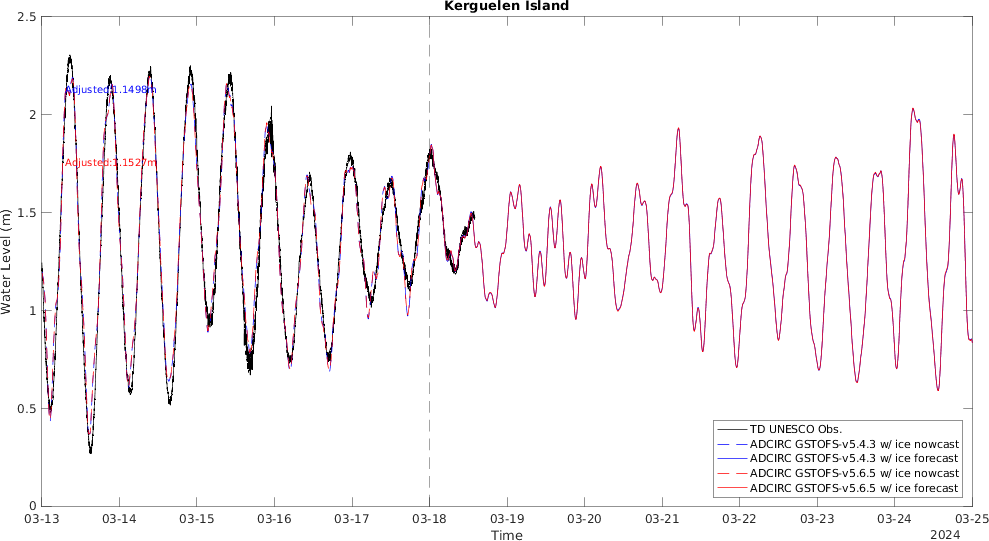 Kerguelen Island
2.5
2
1.5
1
0.5
0
Water Level (m)
Adjusted:1.1498m
Adjusted:1.1527m
TD UNESCO Obs.
ADCIRC GSTOFS-v5.4.3 w/ ice nowcast
ADCIRC GSTOFS-v5.4.3 w/ ice forecast
ADCIRC GSTOFS-v5.6.5 w/ ice nowcast
ADCIRC GSTOFS-v5.6.5 w/ ice forecast
03-13 03-14 03-15 03-16 03-17 03-18 03-19 03-20 03-21 03-22 03-23 03-24 03-25
Time
2024